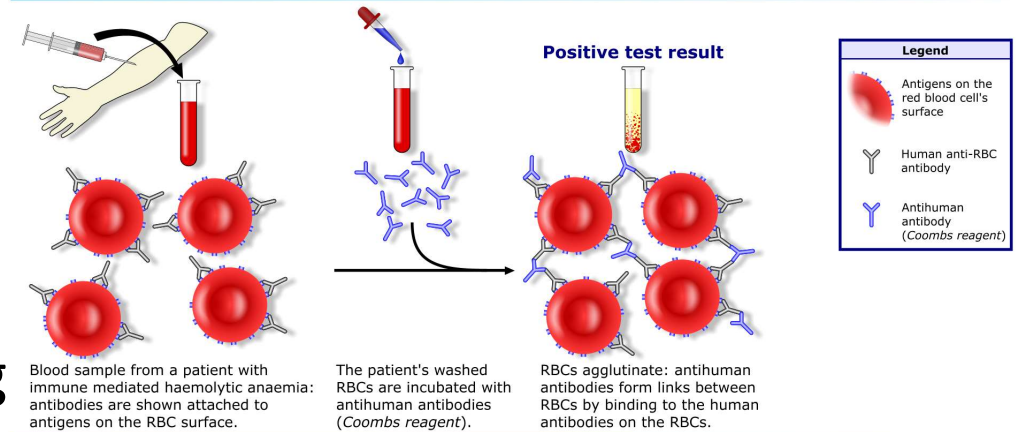 Positive test result
Legend
Antigens on the
red blood cell's
surface
Human anti-RBC
antibody
Antihuman
antibody
(Coombs reagent)
g
Blood sample from a patient with
immune mediated haemolytic anaemia:
antibodies are shown attached to
antigens on the RBC surface.
The patient's washed
RBCs are incubated with
antihuman antibodies
(Coombs reagent).
RBCs agglutinate: antihuman
antibodies form links between
RBCs by binding to the human
antibodies on the RBCs.